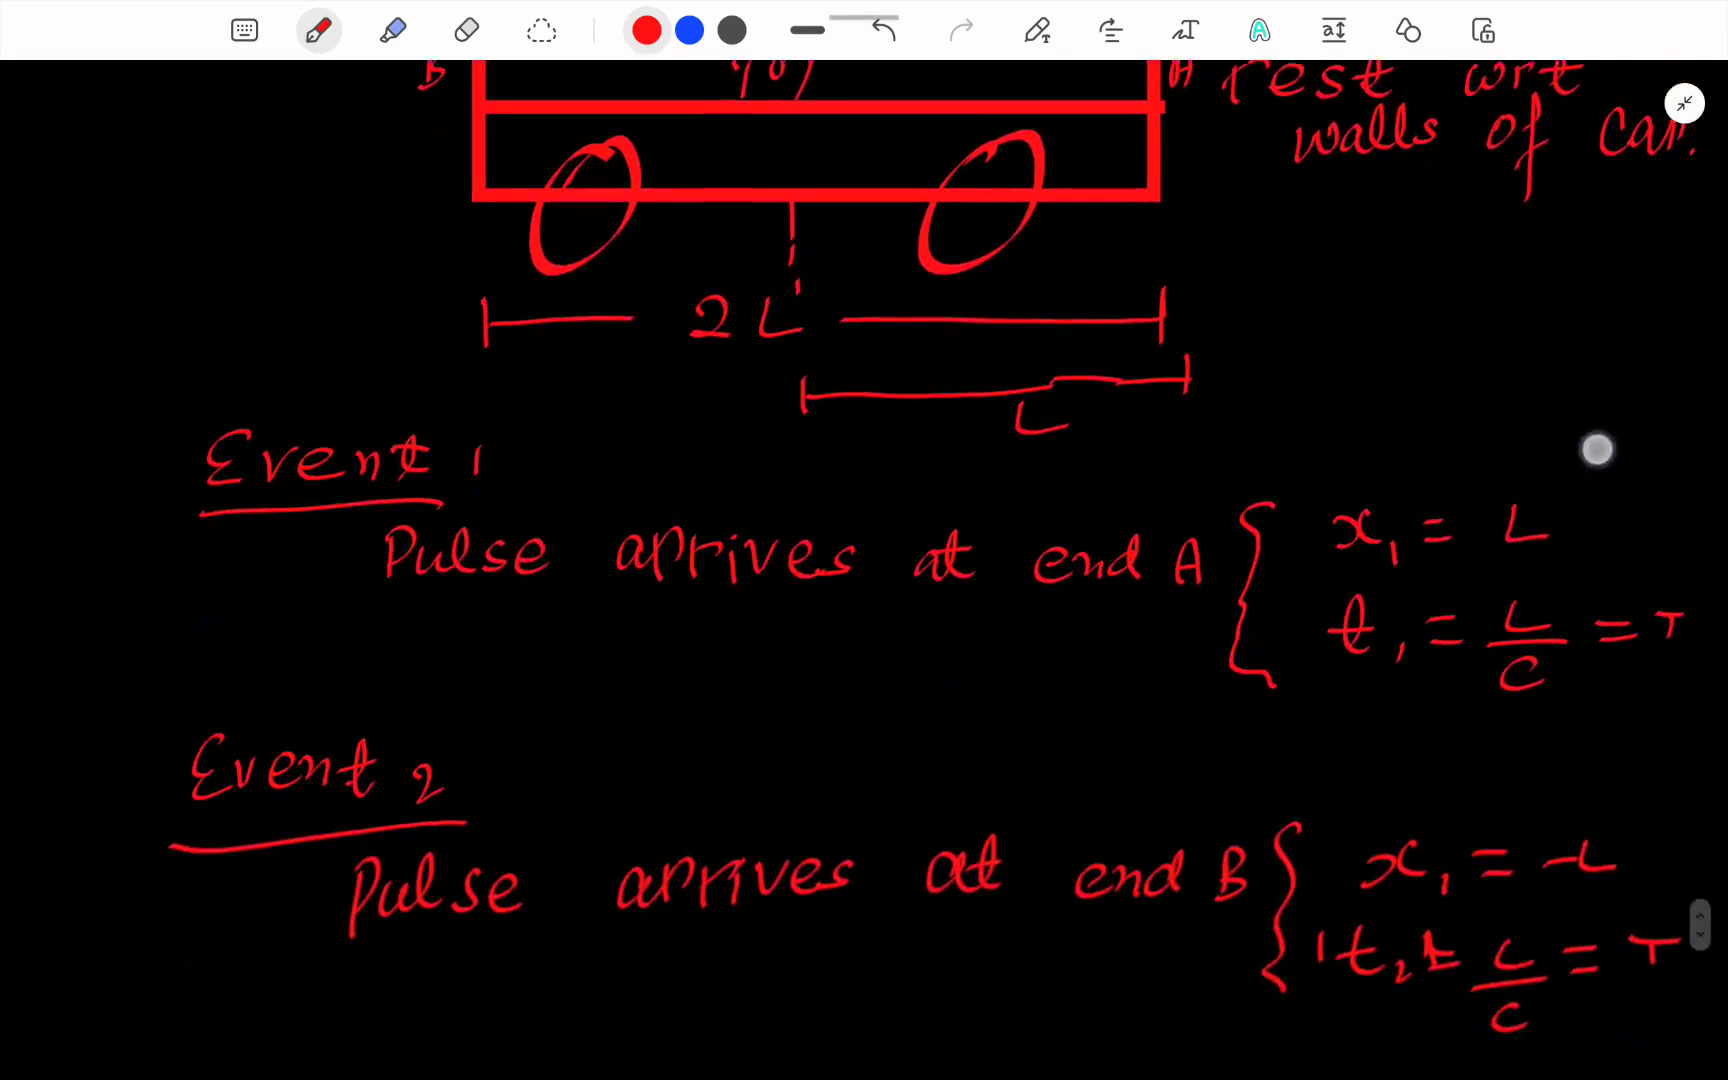 B A rest wrt
walls of car.
2L
L
Event 1
Pulse arrives at end A { x₁ = L
t₁ = L/C = T
Event 2
Pulse arrives at end B { x₁ = -L
t₂ = L/C = T